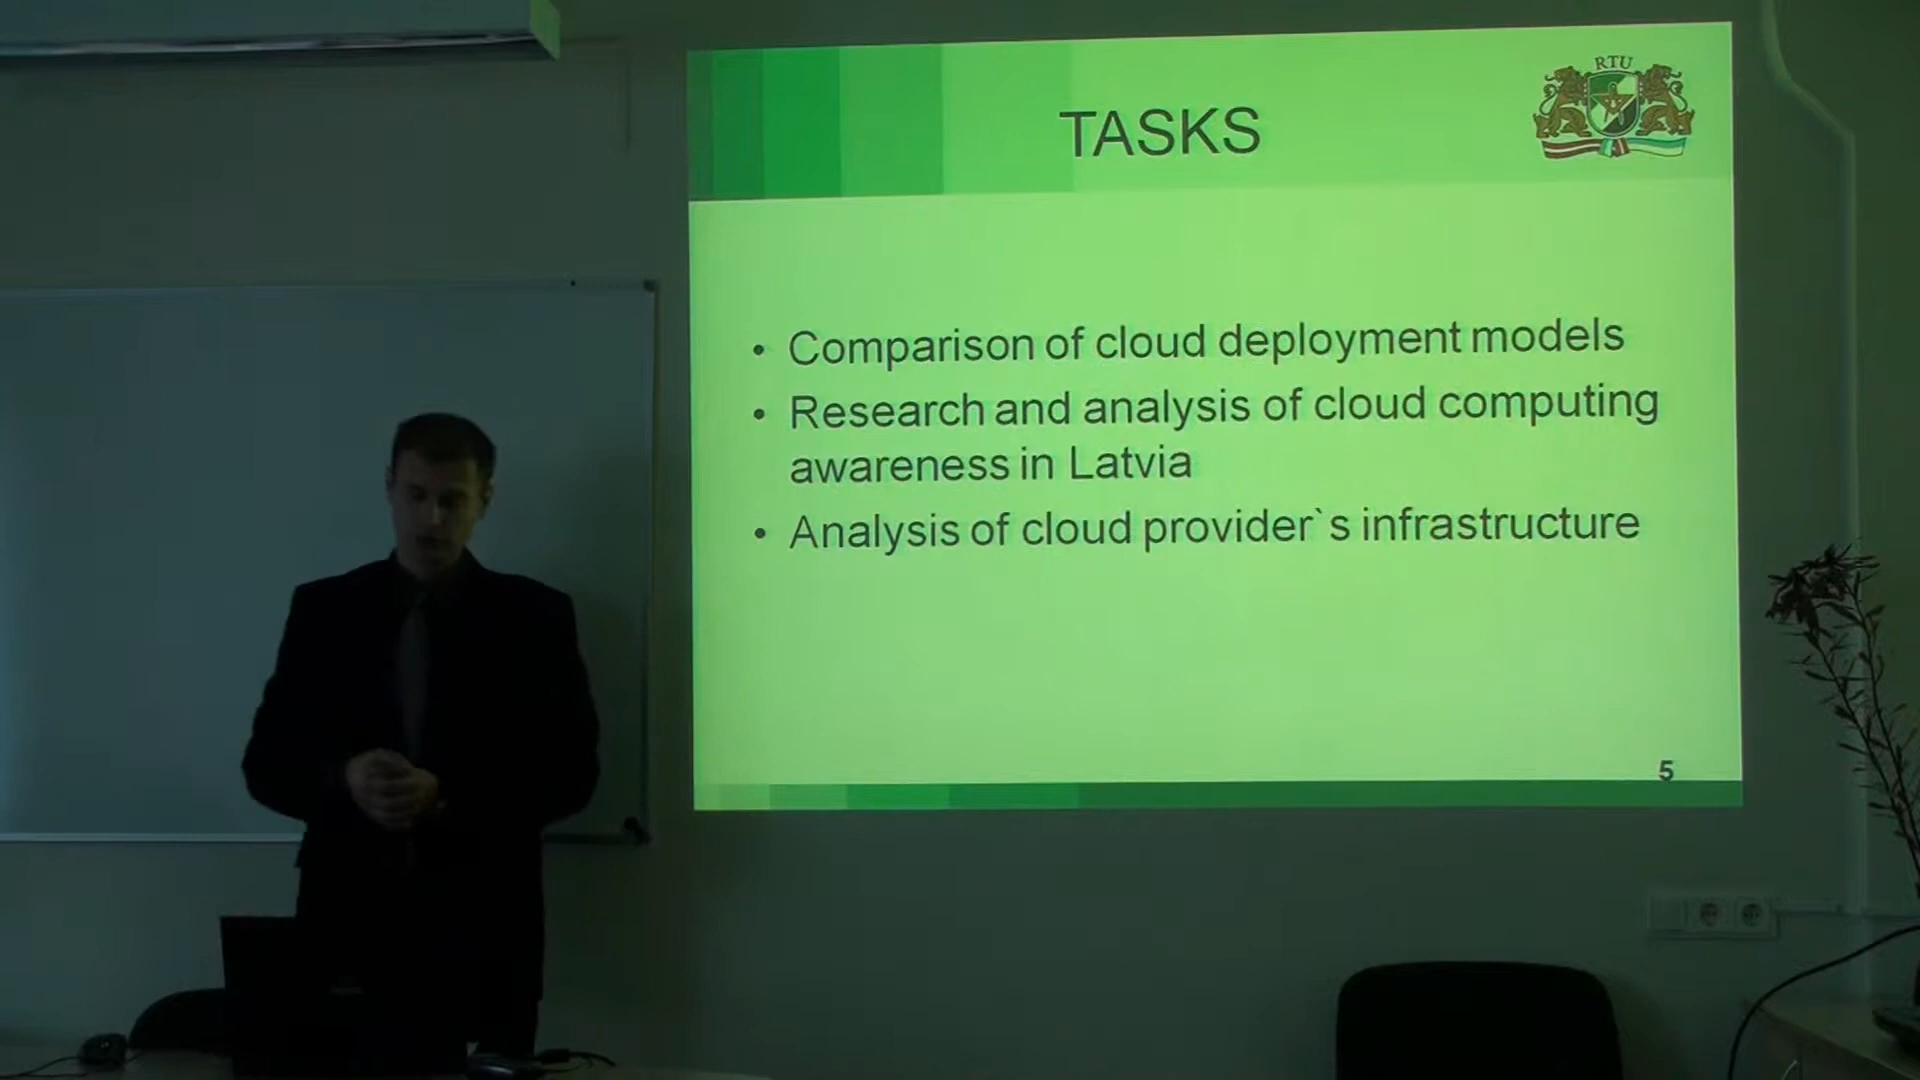 RTU
TASKS
• Comparison of cloud deployment models
• Research and analysis of cloud computing
awareness in Latvia
• Analysis of cloud provider`s infrastructure
5